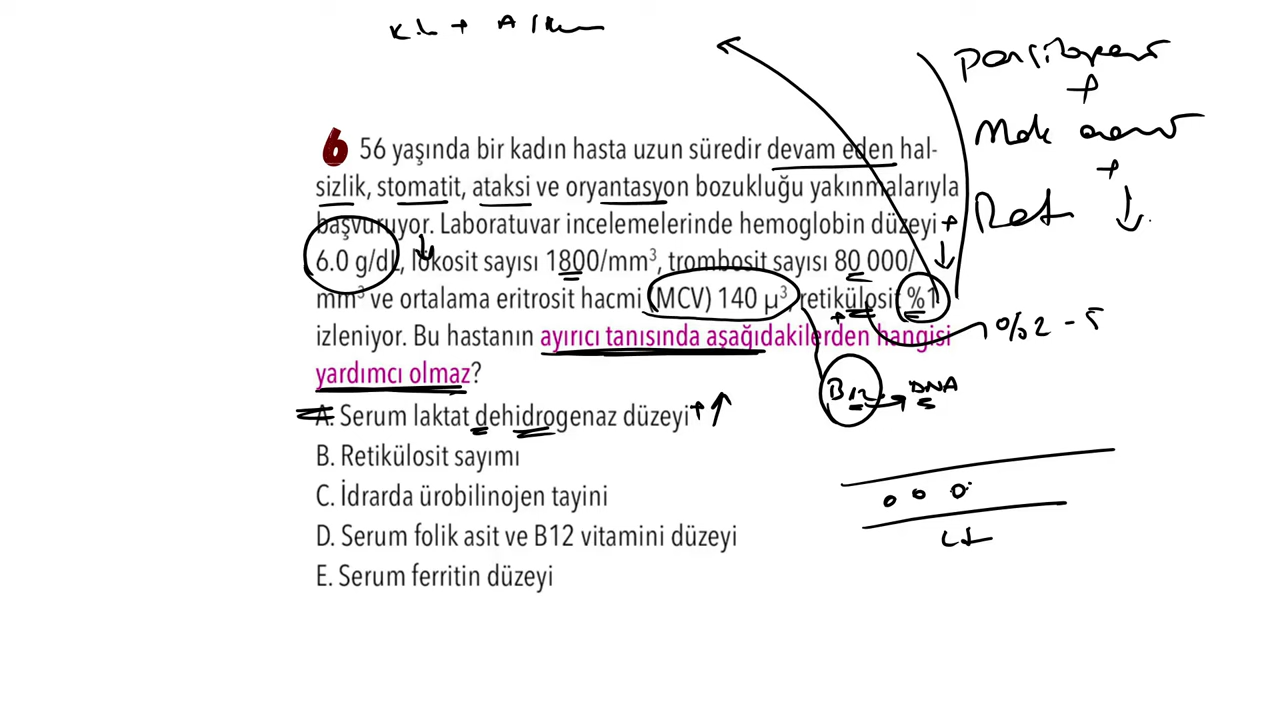 6 56 yaşında bir kadın hasta uzun süredir devam eden hal-
sizlik, stomatit, ataksi ve oryantasyon bozukluğu yakınmalarıyla
başvuruyor. Laboratuvar incelemelerinde hemoglobin düzeyi +
6.0 g/dL, lökosit sayısı 1800/mm³, trombosit sayısı 80 000/
mm³ ve ortalama eritrosit hacmi (MCV) 140 µ³, retikülosit %1
izleniyor. Bu hastanın ayırıcı tanısında aşağıdakilerden hangisi
yardımcı olmaz?
A. Serum laktat dehidrogenaz düzeyi + ↑
B. Retikülosit sayımı
C. İdrarda ürobilinojen tayini
D. Serum folik asit ve B12 vitamini düzeyi
E. Serum ferritin düzeyi
+
+
Ret ↓
B12 → DNA